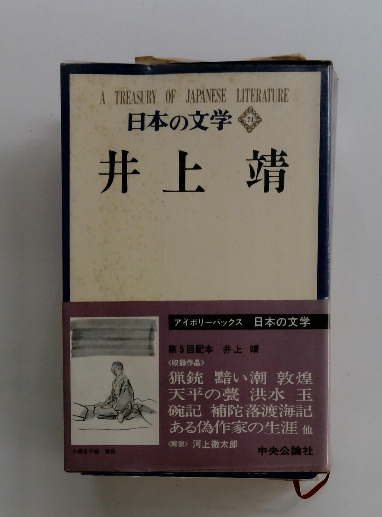 A TREASURY OF JAPANESE LITERATURE
日本の文学 71
井上 靖
アイボリーバックス 日本の文学
第5回配本 井上 靖
〈収録作品〉
猟銃 黯い潮 敦煌
天平の甍 洪水 玉
碗記 補陀落渡海記
ある偽作家の生涯 他
〈解説〉河上徹太郎
中央公論社